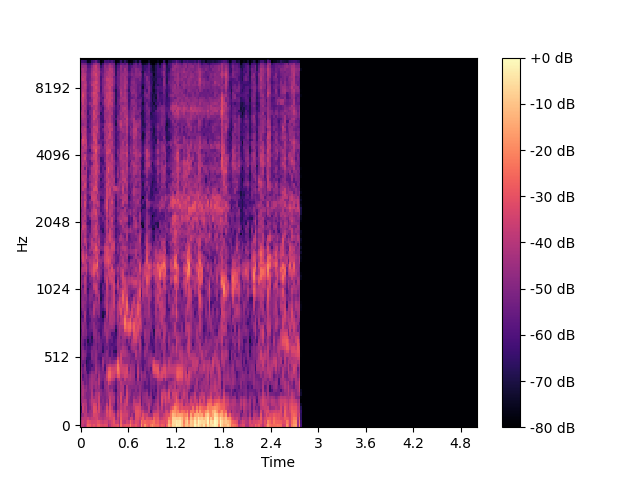 +0 dB
8192
-10 dB
4096
-20 dB
-30 dB
2048
-40 dB
Hz
1024
-50 dB
512
-60 dB
-70 dB
0
-80 dB
0 0.6 1.2 1.8 2.4 3 3.6 4.2 4.8
Time